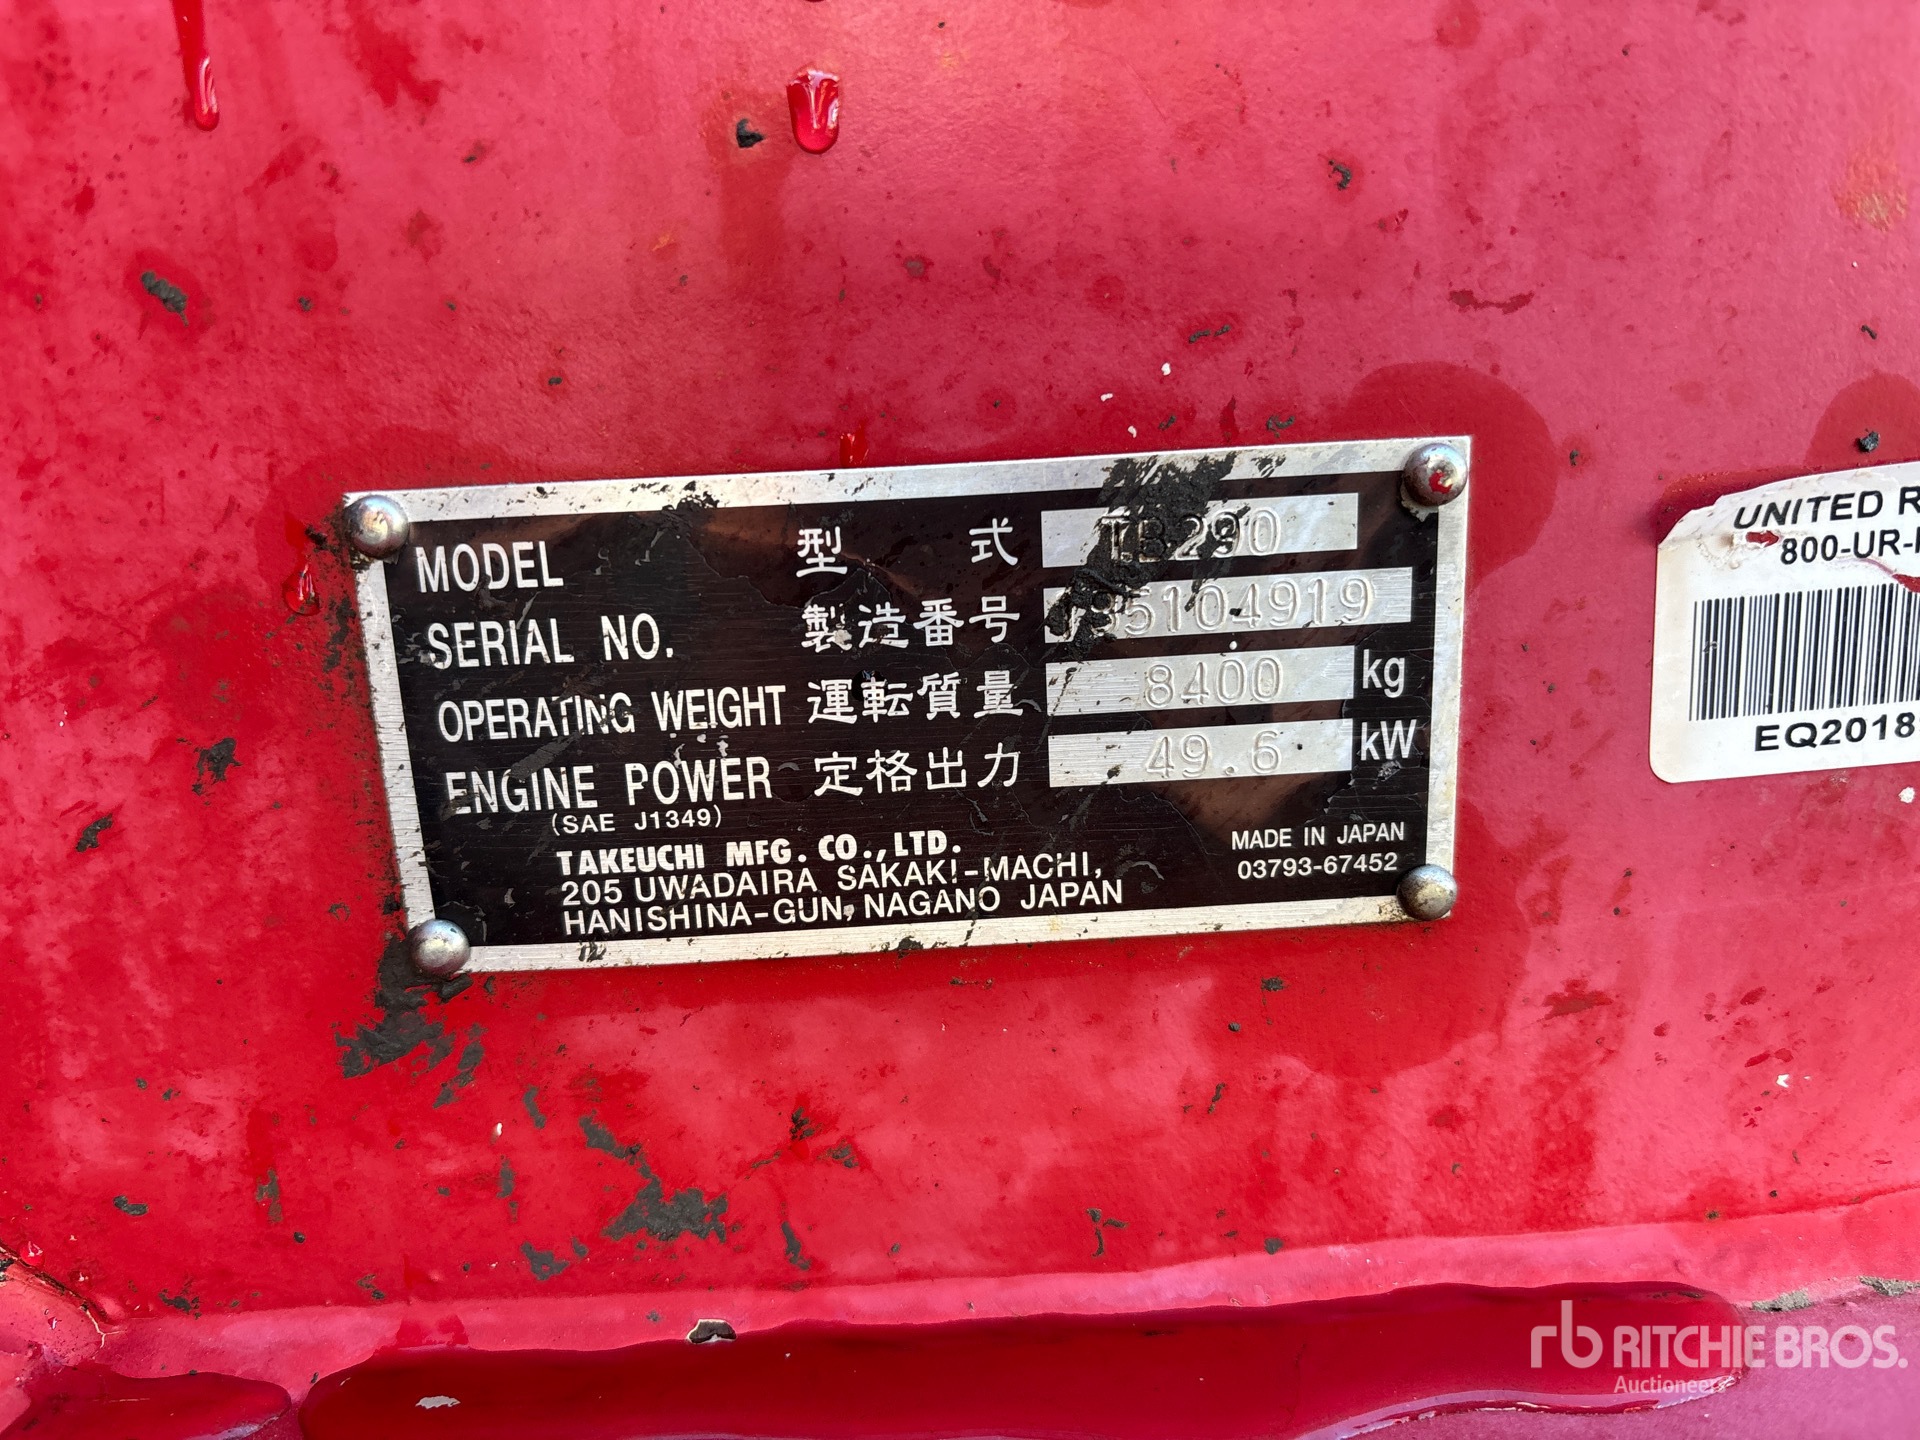 MODEL 型 式 TB290
SERIAL NO. 製造番号 195104919
OPERATING WEIGHT 運転質量 8400 kg
ENGINE POWER 定格出力 49.6 kW
(SAE J1349)
TAKEUCHI MFG. CO., LTD.
205 UWADAIRA SAKAKI-MACHI,
HANISHINA-GUN, NAGANO JAPAN
MADE IN JAPAN
03793-67452
UNITED R
800-UR-
EQ2018
rb RITCHIE BROS.
Auctioneers